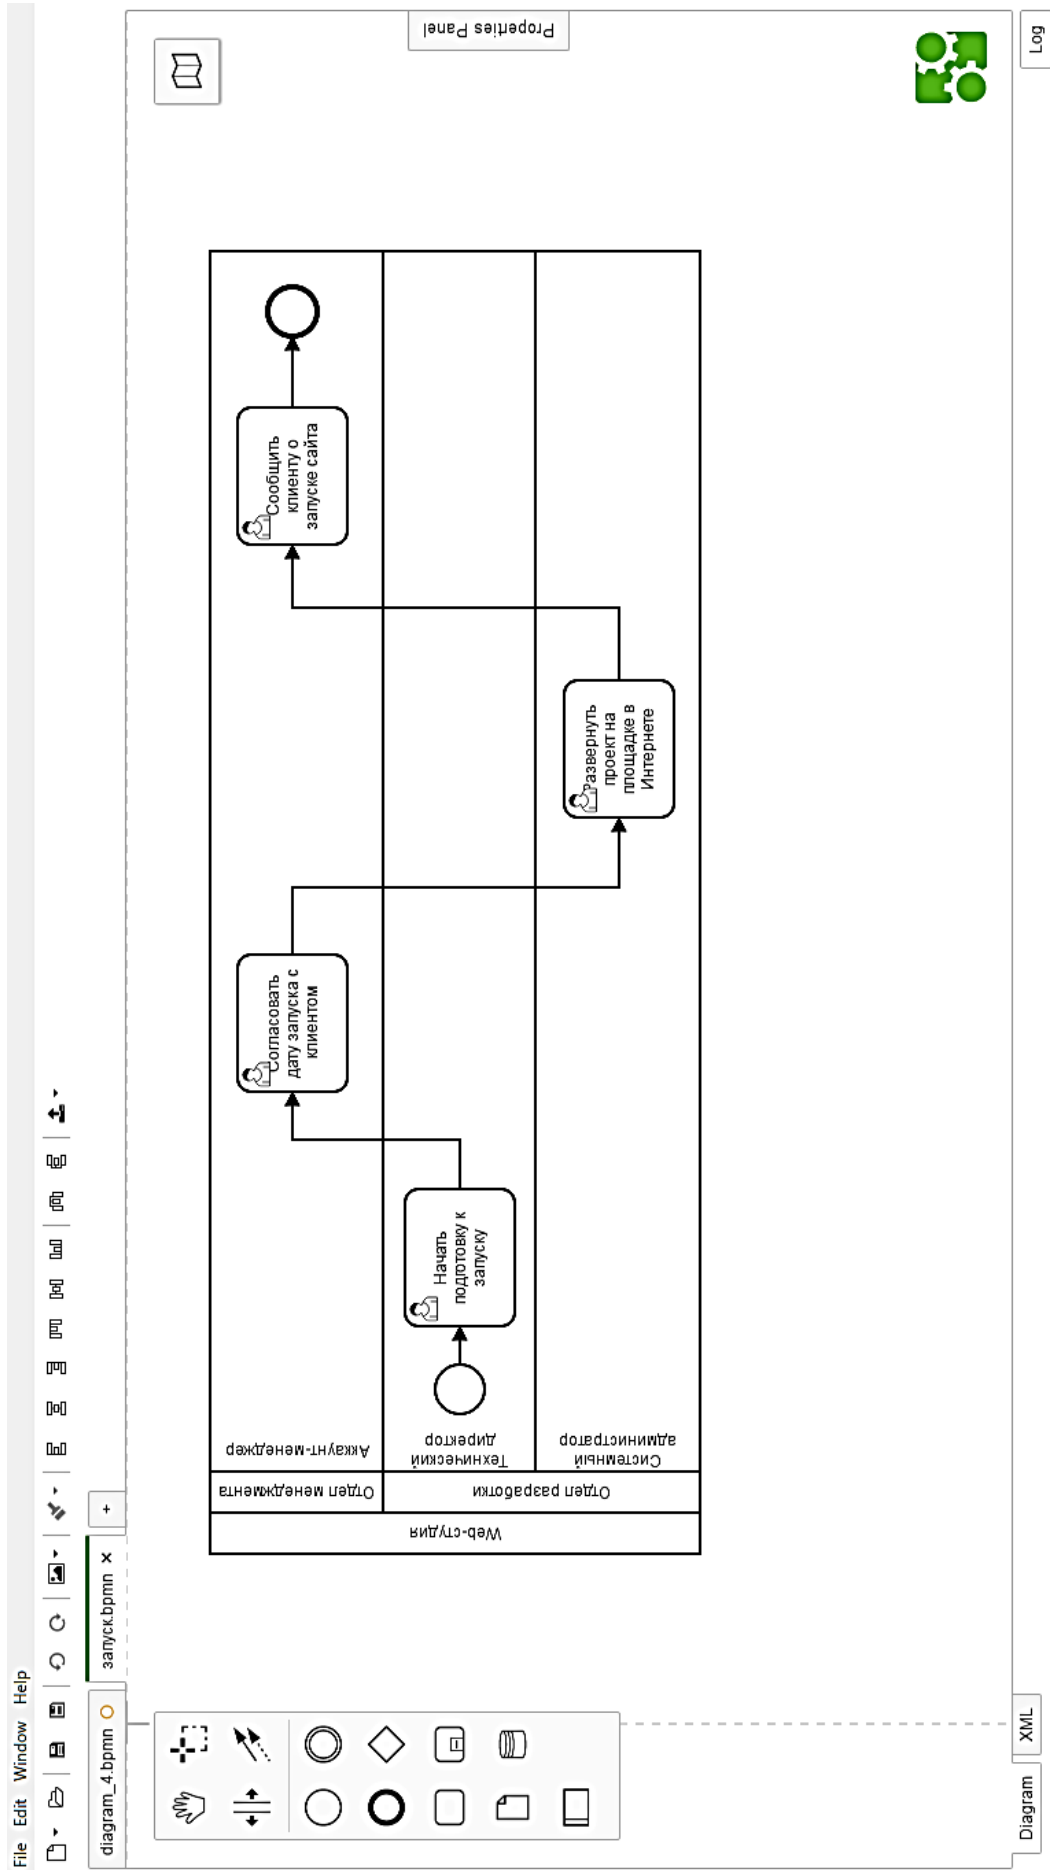 File Edit Window Help
diagram_4.bpmn
запуск.bpmn ×
+
Properties Panel
Web-студия
Отдел менеджмента
Аккаунт-менеджер
Согласовать
дату запуска с
клиентом
Сообщить
клиенту о
запуске сайта
Отдел разработки
Технический
директор
Начать
подготовку к
запуску
Системный
администратор
Развернуть
проект на
площадке в
Интернете
Diagram
XML
Log